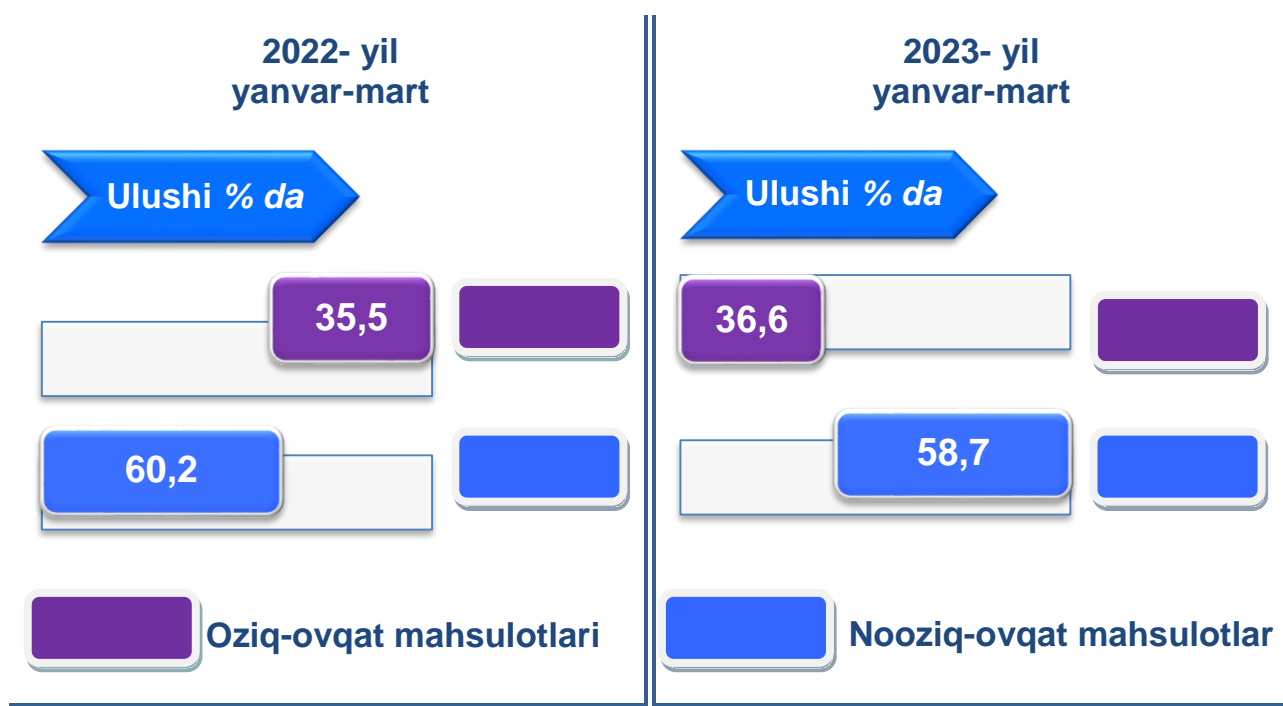 2022- yil
yanvar-mart
Ulushi % da
35,5
60,2
2023- yil
yanvar-mart
Ulushi % da
36,6
58,7
Oziq-ovqat mahsulotlari
Nooziq-ovqat mahsulotlar